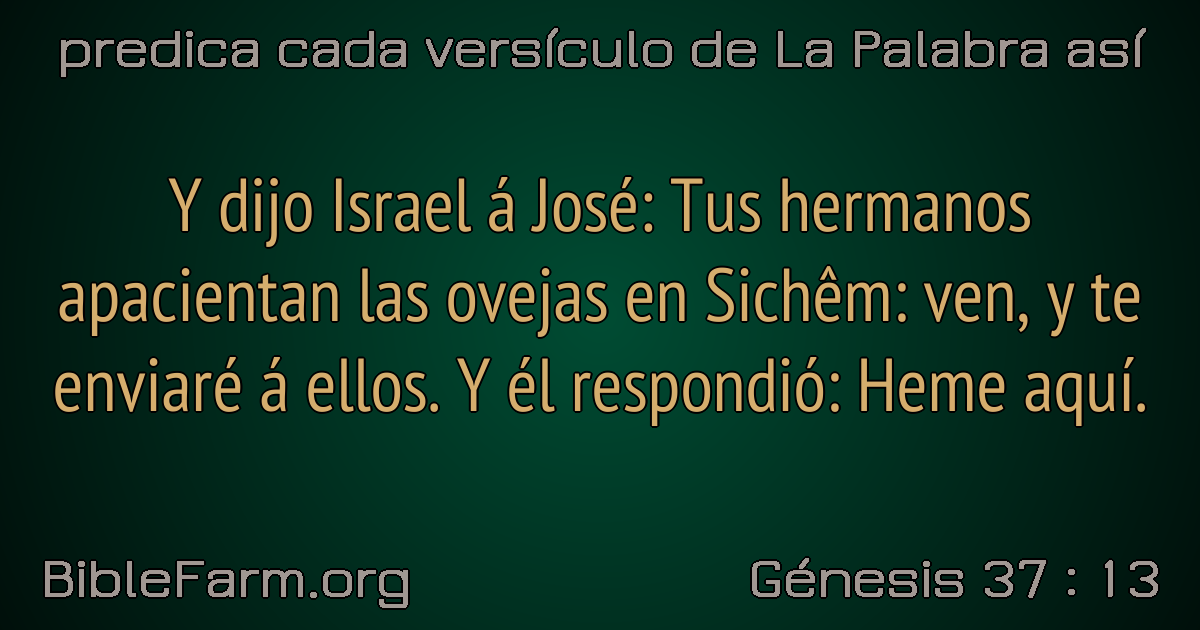 predica cada versículo de La Palabra así
Y dijo Israel á José: Tus hermanos
apacientan las ovejas en Sichêm: ven, y te
enviaré á ellos. Y él respondió: Heme aquí.
BibleFarm.org
Génesis 37 : 13